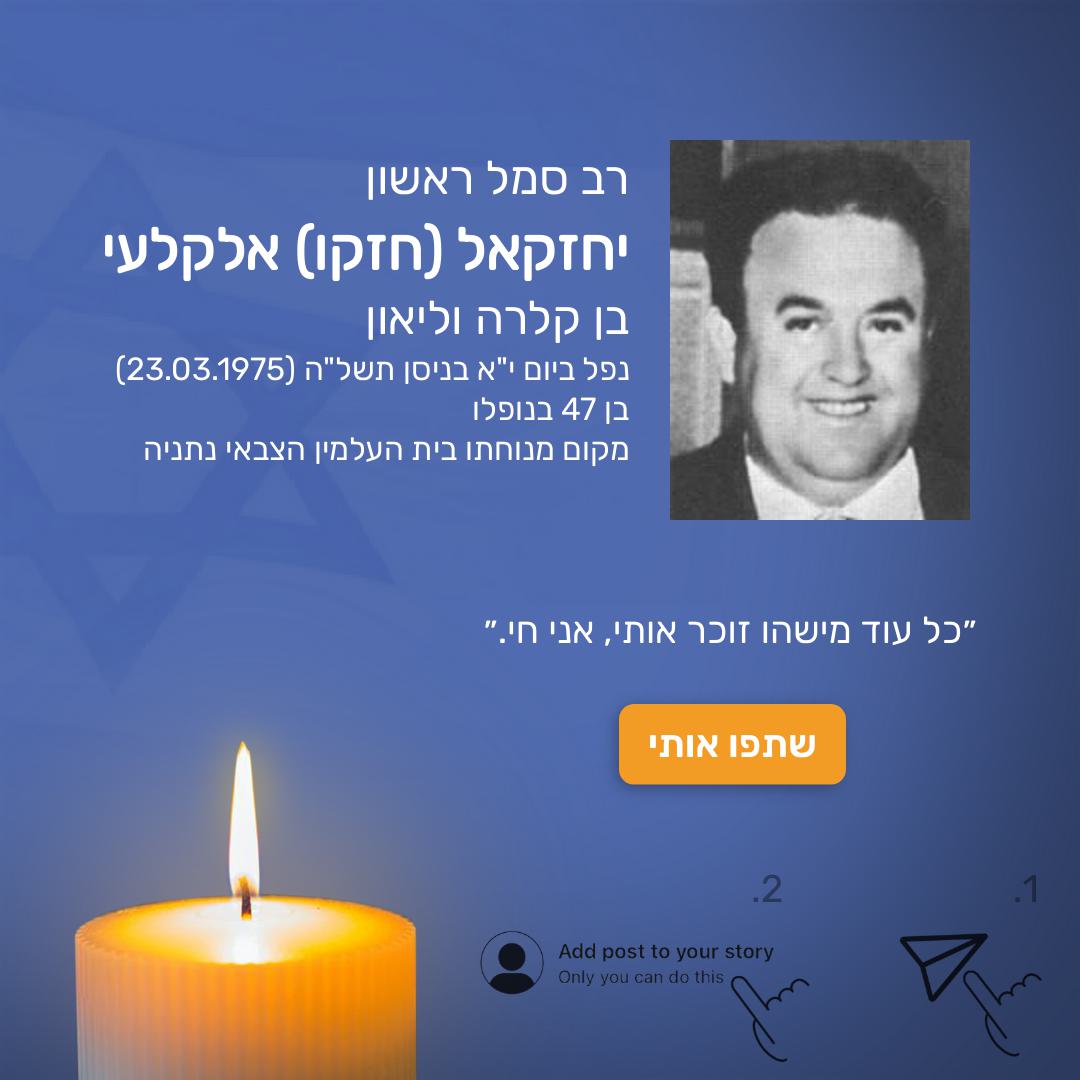 רב סמל ראשון
יחזקאל (חזקו) אלקלעי
בן קלרה וליאון
נפל ביום י"א בניסן תשל"ה (23.03.1975)
בן 47 בנופלו
מקום מנוחתו בית העלמין הצבאי נתניה
״כל עוד מישהו זוכר אותי, אני חי.״
שתפו אותי
1.
2.
Add post to your story
Only you can do this